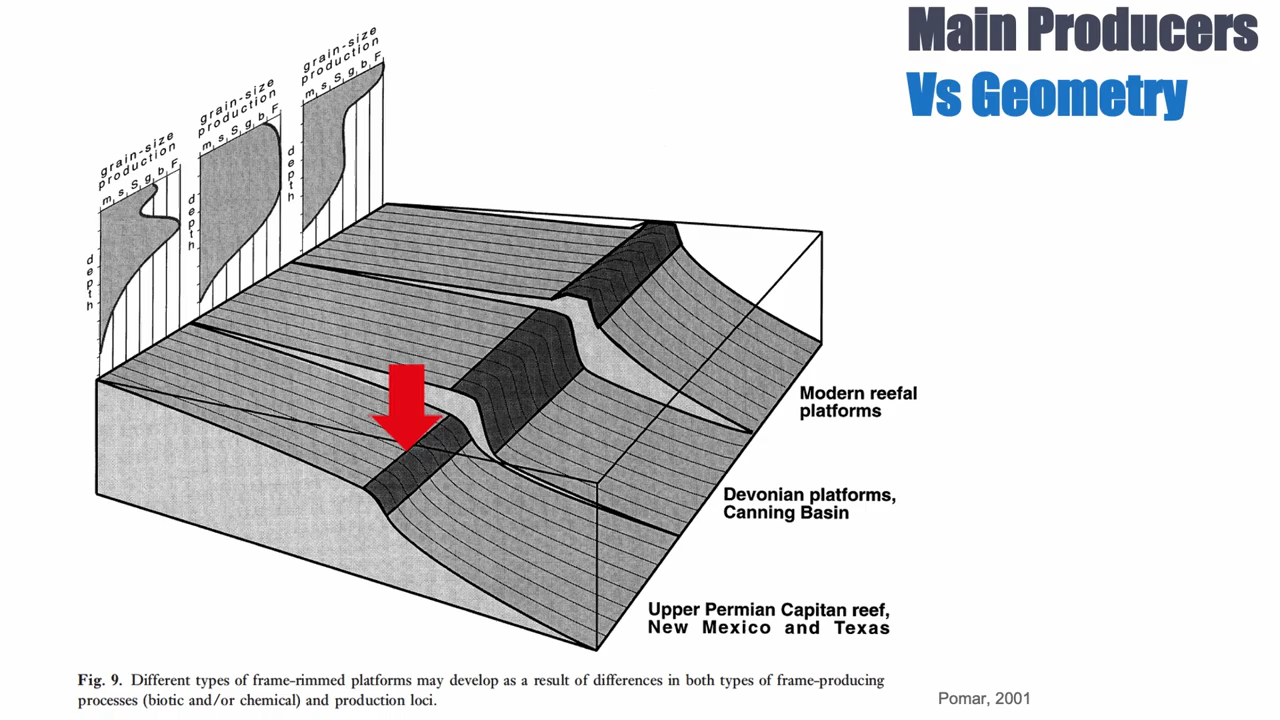 Main Producers
Vs Geometry
grain-size
production
m, s, S, g, b, F
depth
grain-size
production
m, s, S, g, b, F
depth
grain-size
production
m, s, S, g, b, F
depth
Modern reefal
platforms
Devonian platforms,
Canning Basin
Upper Permian Capitan reef,
New Mexico and Texas
Fig. 9. Different types of frame-rimmed platforms may develop as a result of differences in both types of frame-producing
processes (biotic and/or chemical) and production loci.
Pomar, 2001